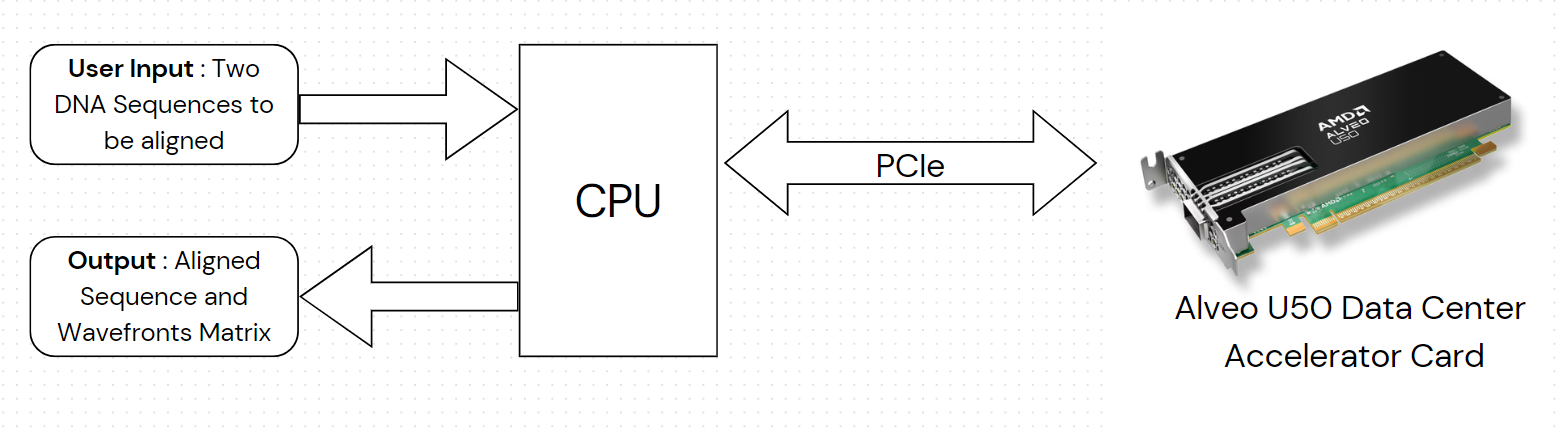 User Input : Two
DNA Sequences to
be aligned
CPU
PCIe
AMD
ALVEO
U50
Output : Aligned
Sequence and
Wavefronts Matrix
Alveo U50 Data Center
Accelerator Card